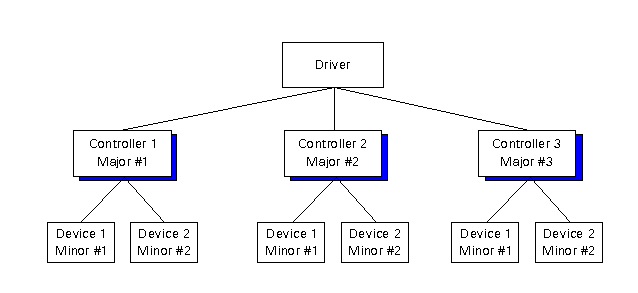 Driver
Controller 1
Major #1
Controller 2
Major #2
Controller 3
Major #3
Device 1
Minor #1
Device 2
Minor #2
Device 1
Minor #1
Device 2
Minor #2
Device 1
Minor #1
Device 2
Minor #2